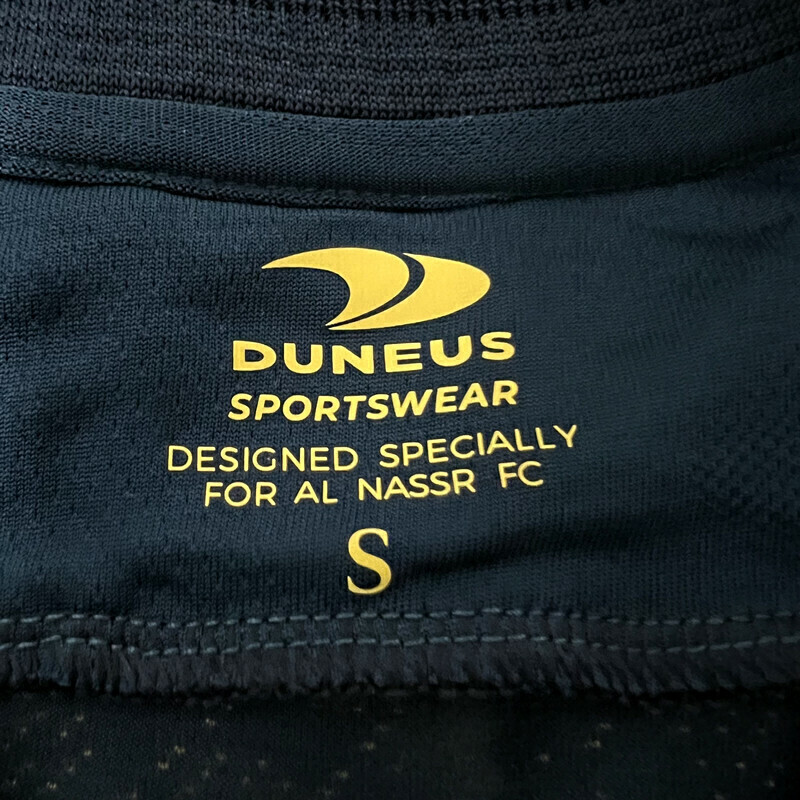 DUNEUS
SPORTSWEAR
DESIGNED SPECIALLY
FOR AL NASSR FC
S